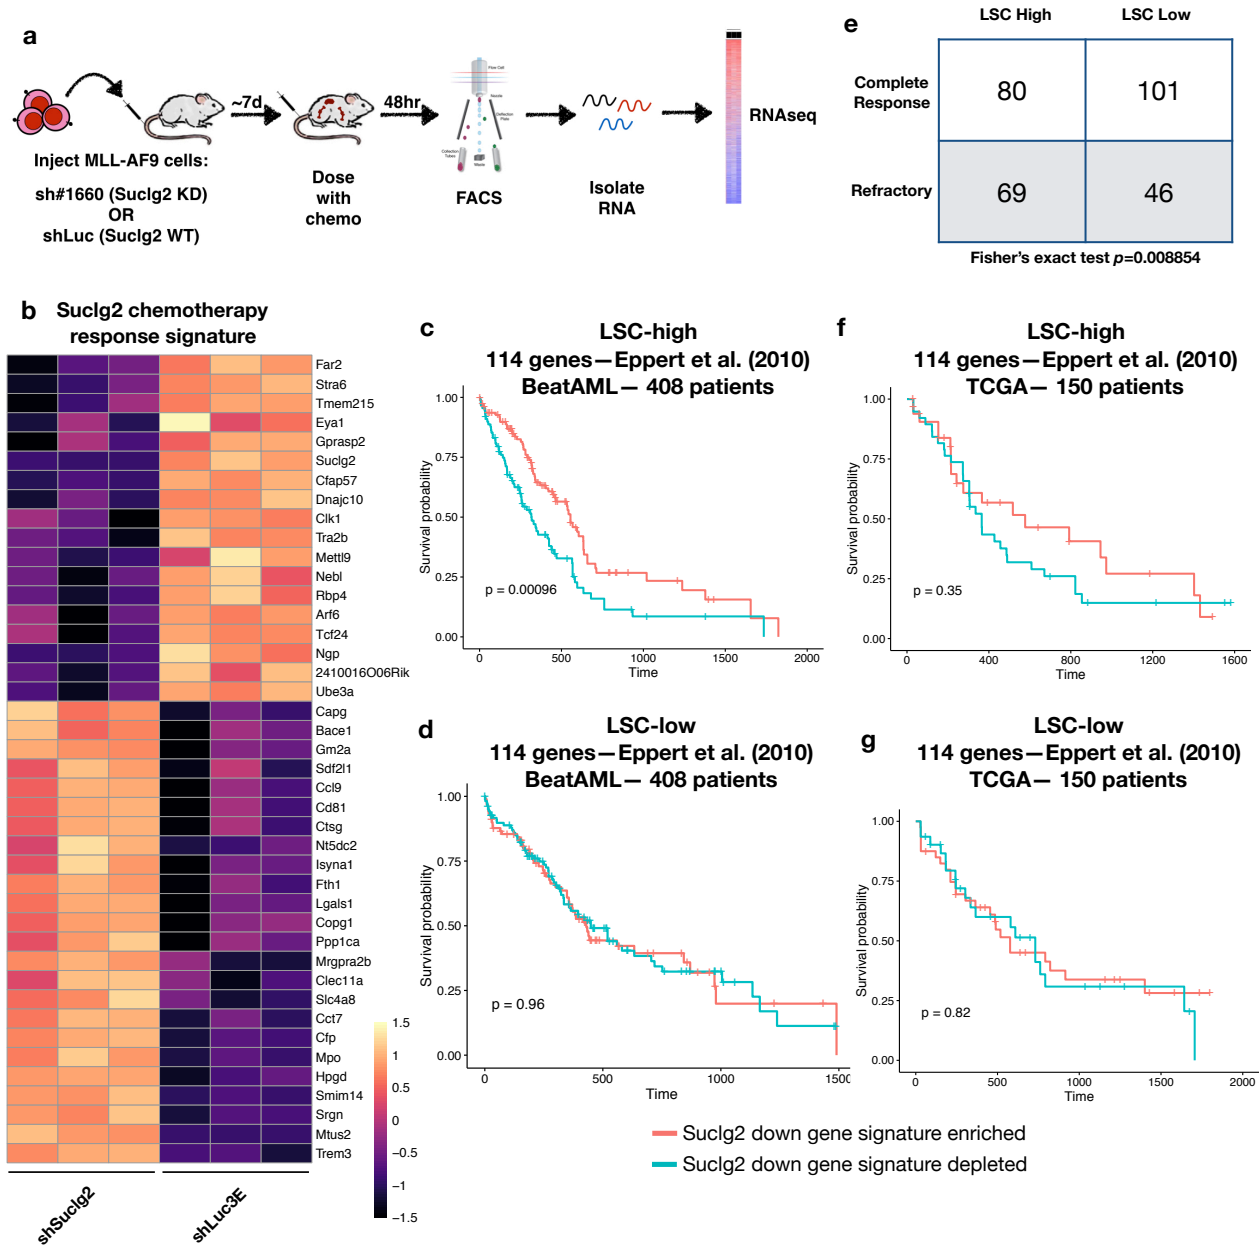 a
Inject MLL-AF9 cells:
sh#1660 (Suclg2 KD)
OR
shLuc (Suclg2 WT)
~7d
Dose
with
chemo
48hr
Flow Cell
Nozzle
Deflection
Plate
Collection
Tubes
Waste
FACS
Isolate
RNA
RNAseq
e
LSC High
LSC Low
Complete
Response
80
101
Refractory
69
46
Fisher's exact test p=0.008854
b
Suclg2 chemotherapy
response signature
Far2
Stra6
Tmem215
Eya1
Gprasp2
Suclg2
Cfap57
Dnajc10
Clk1
Tra2b
Mettl9
Nebl
Rbp4
Arf6
Tcf24
Ngp
2410016O06Rik
Ube3a
Capg
Bace1
Gm2a
Sdf2l1
Ccl9
Cd81
Ctsg
Nt5dc2
Isyna1
Fth1
Lgals1
Copg1
Ppp1ca
Mrgpra2b
Clec11a
Slc4a8
Cct7
Cfp
Mpo
Hpgd
Smim14
Srgn
Mtus2
Trem3
shSuclg2
shLuc3E
1.5
1
0.5
0
−0.5
−1
−1.5
c
LSC-high
114 genes—Eppert et al. (2010)
BeatAML— 408 patients
Survival probability
1.00
0.75
0.50
0.25
0.00
p = 0.00096
0
500
1000
1500
2000
Time
f
LSC-high
114 genes—Eppert et al. (2010)
TCGA— 150 patients
Survival probability
1.00
0.75
0.50
0.25
0.00
p = 0.35
0
400
800
1200
1600
Time
d
LSC-low
114 genes—Eppert et al. (2010)
BeatAML— 408 patients
Survival probability
1.00
0.75
0.50
0.25
0.00
p = 0.96
0
500
1000
1500
Time
g
LSC-low
114 genes—Eppert et al. (2010)
TCGA— 150 patients
Survival probability
1.00
0.75
0.50
0.25
0.00
p = 0.82
0
500
1000
1500
2000
Time
Suclg2 down gene signature enriched
Suclg2 down gene signature depleted